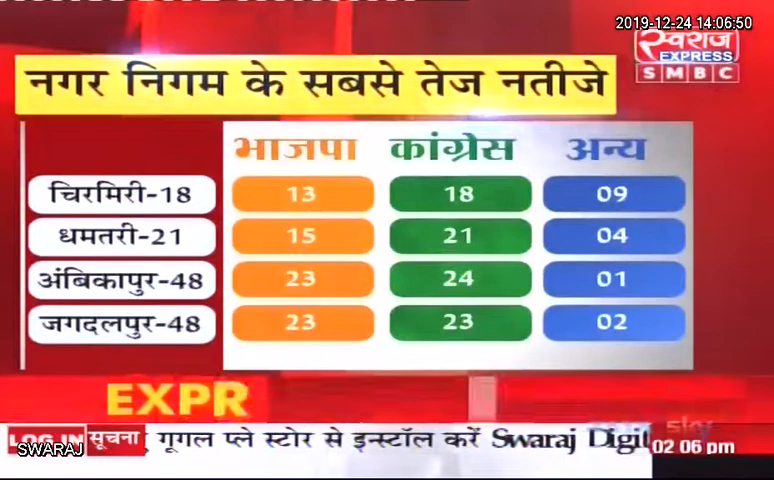 2019-12-24 14:06:50
स्वराज
EXPRESS
SMBC
नगर निगम के सबसे तेज नतीजे
भाजपा कांग्रेस अन्य
चिरमिरी-18 13 18 09
धमतरी-21 15 21 04
अंबिकापुर-48 23 24 01
जगदलपुर-48 23 23 02
EXPR
sky
LOG IN सूचना गूगल प्ले स्टोर से इन्स्टॉल करें Swaraj Digit 02 06 pm
SWARAJ